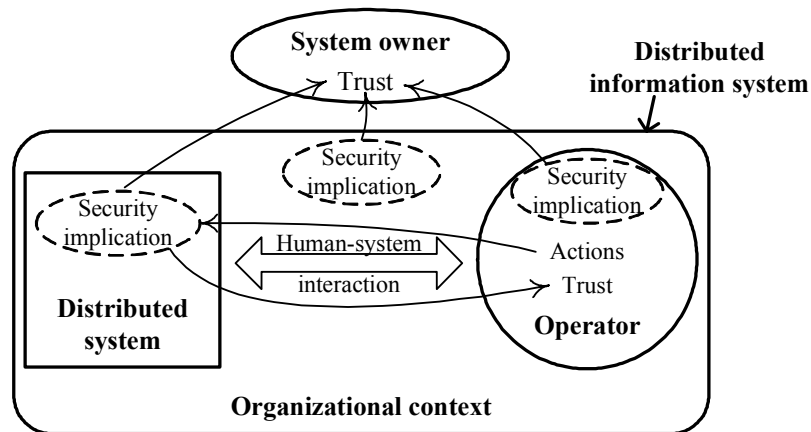 System owner
Trust
Distributed
information system
Security
implication
Security
implication
Security
implication
Human-system
interaction
Actions
Trust
Distributed
system
Operator
Organizational context